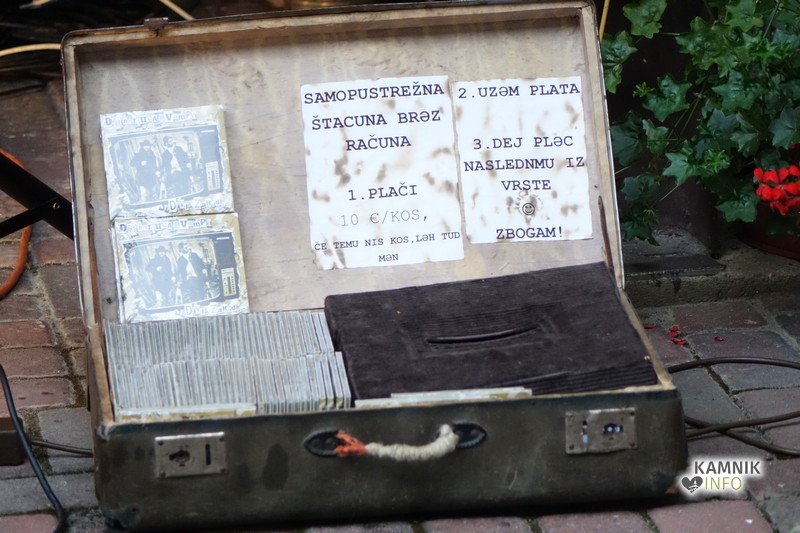 SAMOPUSTREŽNA
ŠTACUNA BRƏZ
RAČUNA
1.PLAČI
10 €/KOS,
ČE TEMU NIS KOS,LƏH TUD
MƏN
2.UZƏM PLATA
3.DEJ PLƏC
NASLEDNMU IZ
VRSTE
ZBOGAM!
KAMNIK
INFO